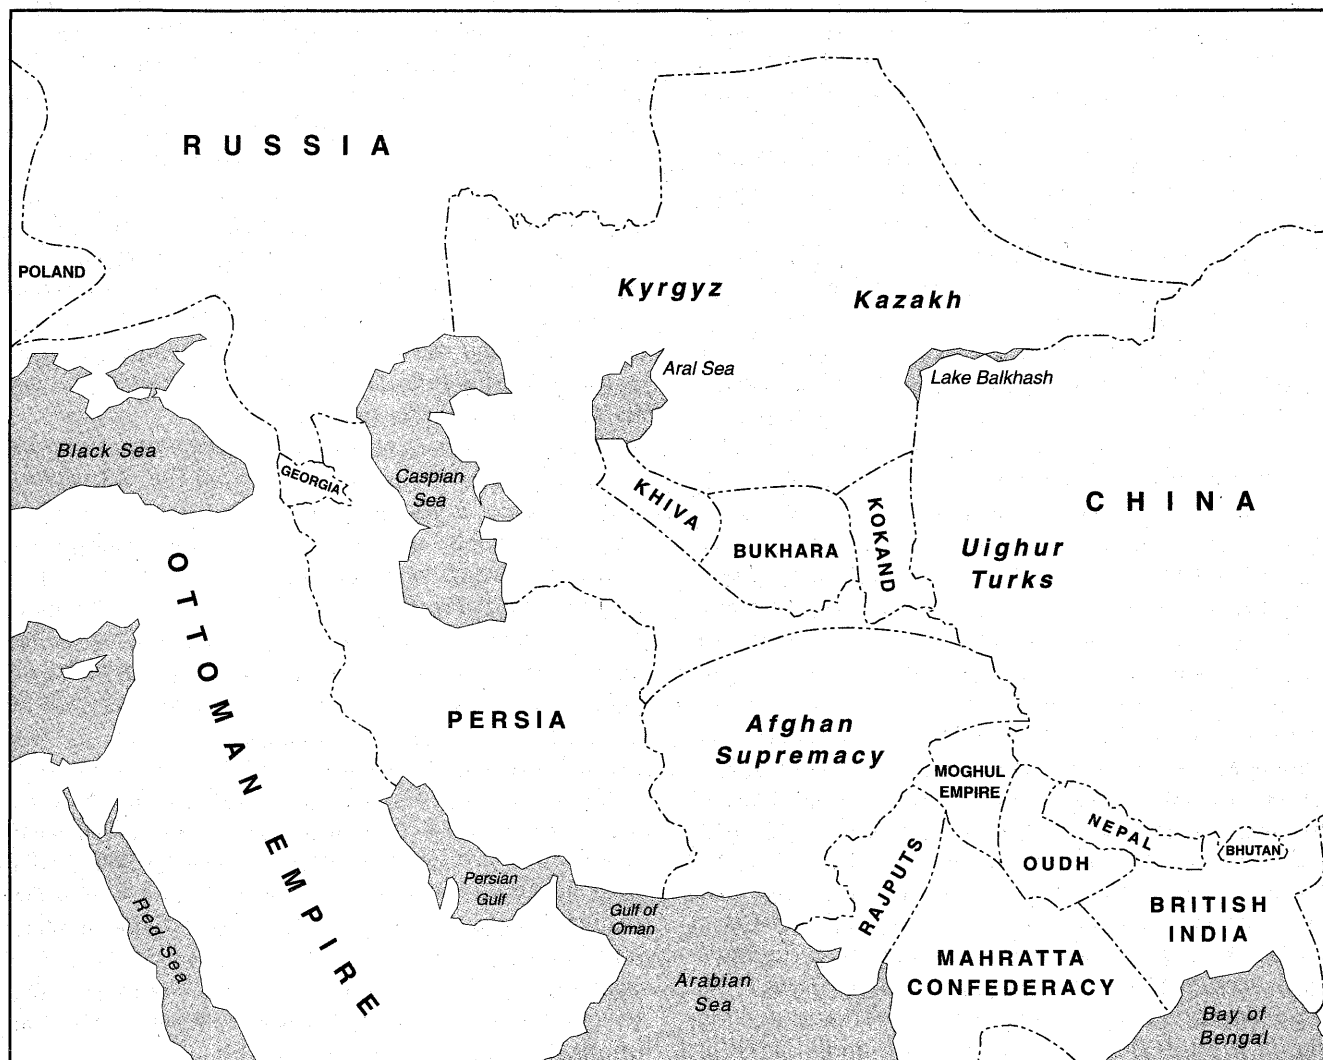 RUSSIA
POLAND
Kyrgyz
Kazakh
Aral Sea
Lake Balkhash
Black Sea
GEORGIA
Caspian
Sea
KHIVA
BUKHARA
KOKAND
CHINA
Uighur
Turks
OTTOMAN EMPIRE
PERSIA
Afghan
Supremacy
MOGHUL
EMPIRE
NEPAL
BHUTAN
OUDH
RAJPUTS
Persian
Gulf
Gulf of
Oman
Red Sea
BRITISH
INDIA
MAHRATTA
CONFEDERACY
Arabian
Sea
Bay of
Bengal